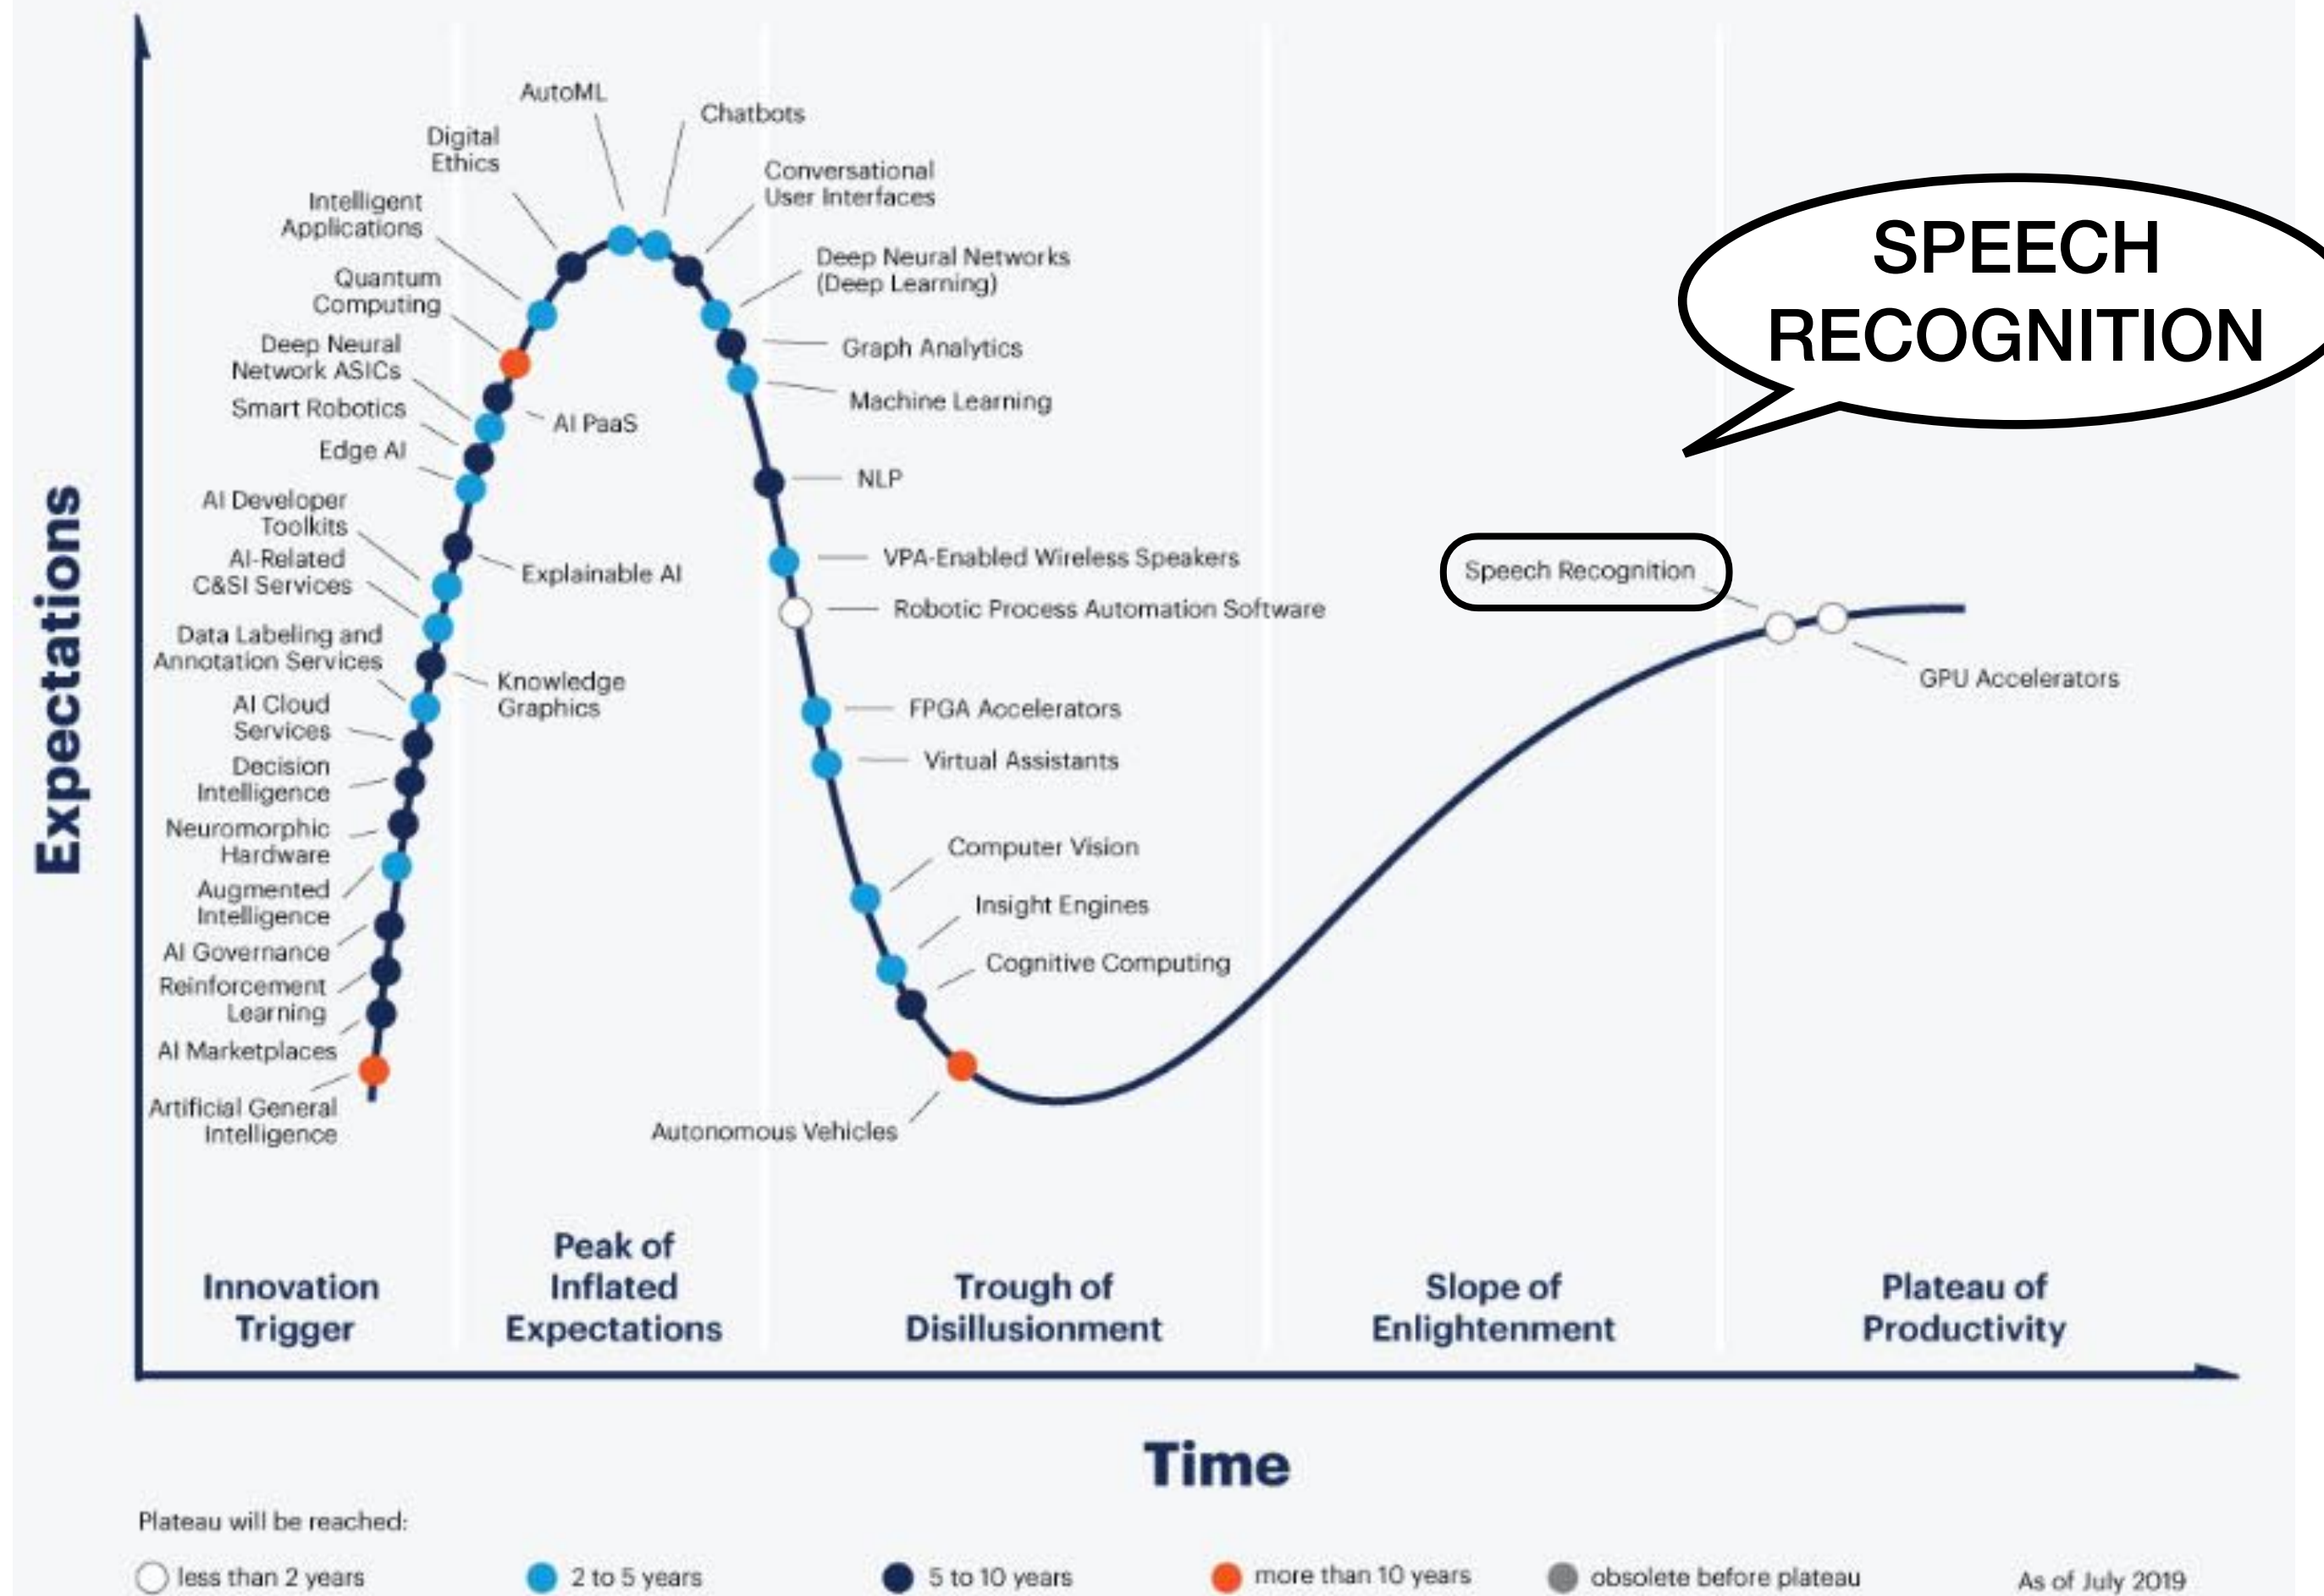 AutoML
Chatbots
Digital
Ethics
Conversational
User Interfaces
Intelligent
Applications
Deep Neural Networks
(Deep Learning)
Quantum
Computing
Graph Analytics
Deep Neural
Network ASICs
Machine Learning
Smart Robotics
AI PaaS
Edge AI
NLP
AI Developer
Toolkits
VPA-Enabled Wireless Speakers
AI-Related
C&SI Services
Explainable AI
Robotic Process Automation Software
Data Labeling and
Annotation Services
Knowledge
Graphics
AI Cloud
Services
FPGA Accelerators
Decision
Intelligence
Virtual Assistants
Neuromorphic
Hardware
Computer Vision
Augmented
Intelligence
Insight Engines
AI Governance
Cognitive Computing
Reinforcement
Learning
AI Marketplaces
Artificial General
Intelligence
Autonomous Vehicles
SPEECH
RECOGNITION
Speech Recognition
GPU Accelerators
Expectations
Innovation
Trigger
Peak of
Inflated
Expectations
Trough of
Disillusionment
Slope of
Enlightenment
Plateau of
Productivity
Time
Plateau will be reached:
less than 2 years
2 to 5 years
5 to 10 years
more than 10 years
obsolete before plateau
As of July 2019